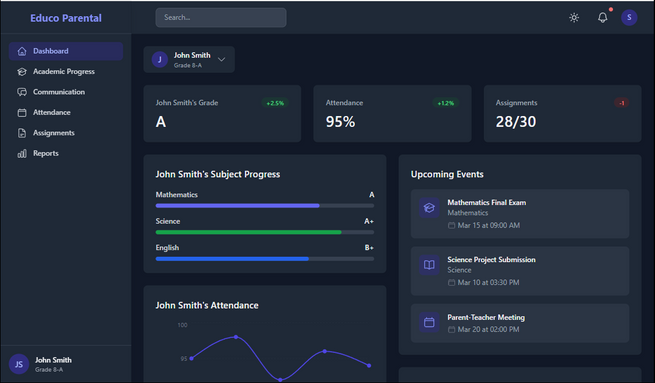 Educo Parental
Search...
S
Dashboard
Academic Progress
Communication
Attendance
Assignments
Reports
JS
John Smith
Grade 8-A
J
John Smith
Grade 8-A
John Smith's Grade
+2.5%
A
Attendance
+1.2%
95%
Assignments
-1
28/30
John Smith's Subject Progress
Mathematics A
Science A+
English B+
John Smith's Attendance
100
95
Upcoming Events
Mathematics Final Exam
Mathematics
Mar 15 at 09:00 AM
Science Project Submission
Science
Mar 10 at 03:30 PM
Parent-Teacher Meeting
Mar 20 at 02:00 PM